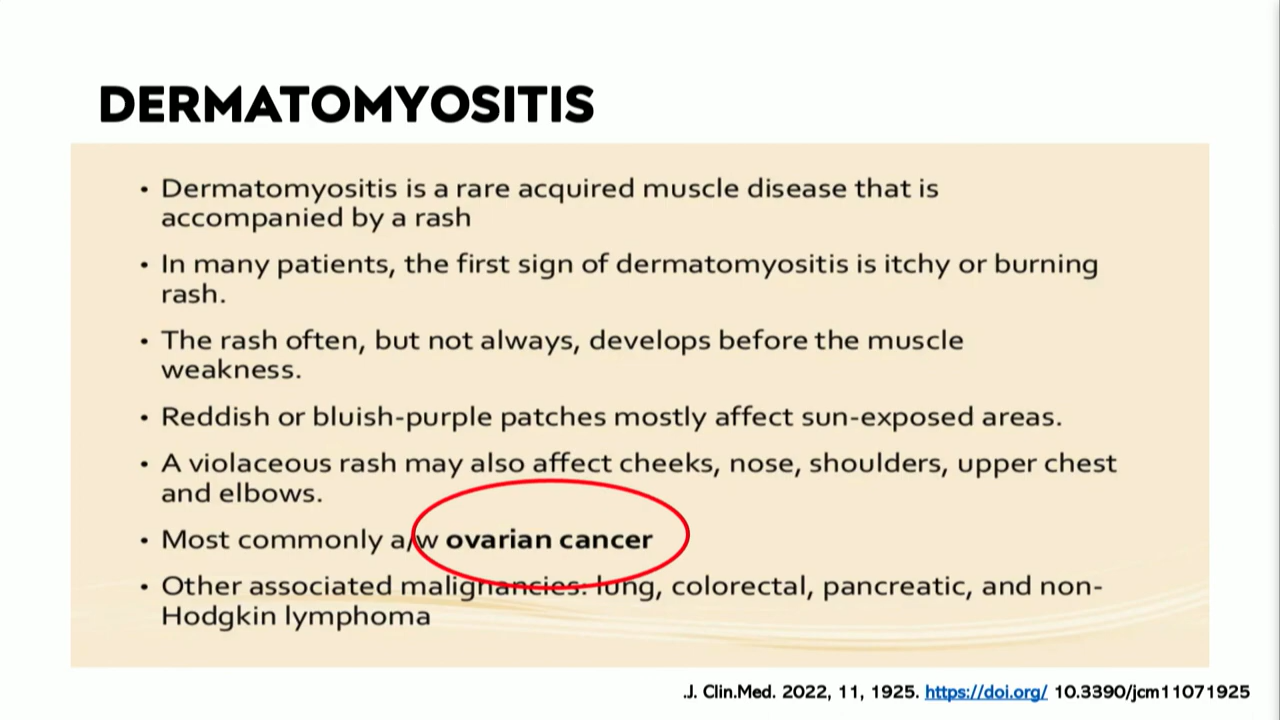 DERMATOMYOSITIS
• Dermatomyositis is a rare acquired muscle disease that is
accompanied by a rash
• In many patients, the first sign of dermatomyositis is itchy or burning
rash.
• The rash often, but not always, develops before the muscle
weakness.
• Reddish or bluish-purple patches mostly affect sun-exposed areas.
• A violaceous rash may also affect cheeks, nose, shoulders, upper chest
and elbows.
• Most commonly a/w ovarian cancer
• Other associated malignancies: lung, colorectal, pancreatic, and non-
Hodgkin lymphoma
.J. Clin.Med. 2022, 11, 1925. https://doi.org/ 10.3390/jcm11071925